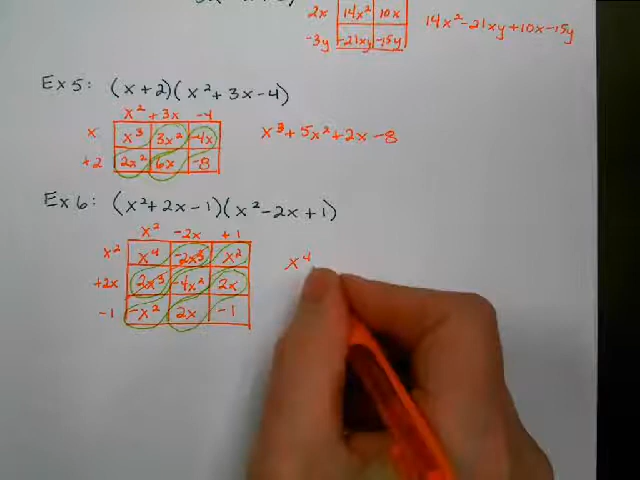 2x 14x² 10x
-3y -21xy -15y
14x² - 21xy + 10x - 15y
Ex 5: (x + 2)(x² + 3x - 4)
x² + 3x - 4
x x³ 3x² -4x
+2 2x² 6x -8
x³ + 5x² + 2x - 8
Ex 6: (x² + 2x - 1)(x² - 2x + 1)
x² - 2x + 1
x² x⁴ -2x³ x²
+2x 2x³ -4x² 2x
-1 -x² 2x -1
x⁴